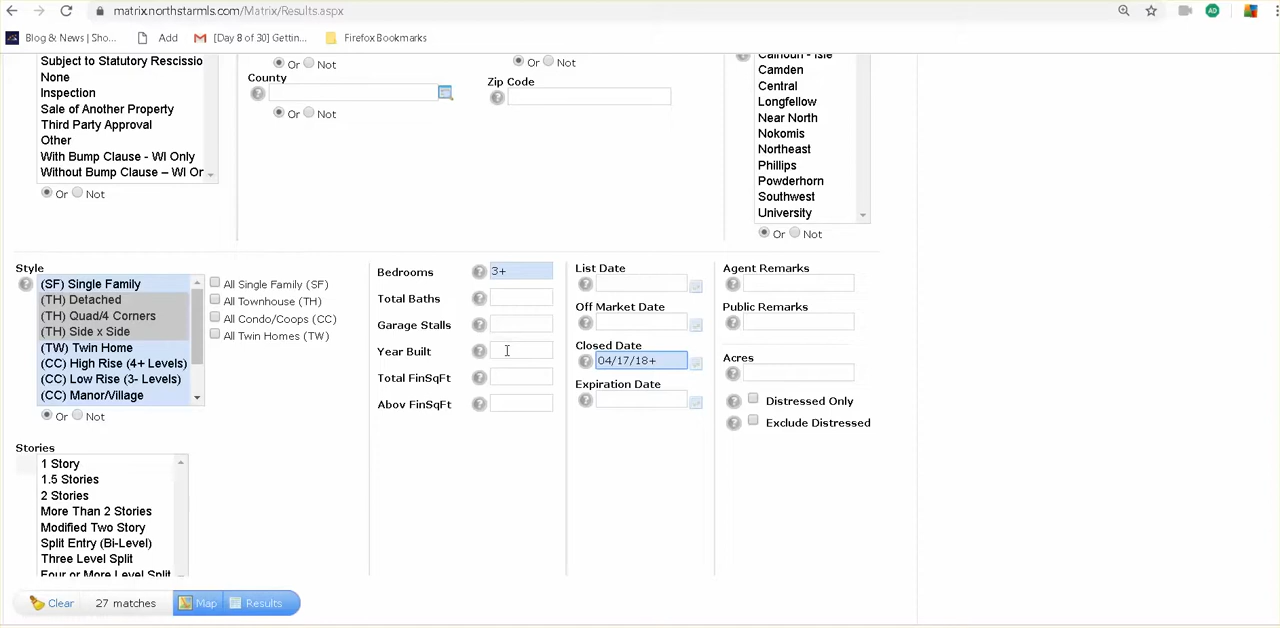 matrix.northstarmls.com/Matrix/Results.aspx
AD
Blog & News | Sho...
Add
[Day 8 of 30] Gettin...
Firefox Bookmarks
Subject to Statutory Rescissio
None
Inspection
Sale of Another Property
Third Party Approval
Other
With Bump Clause - WI Only
Without Bump Clause – WI Or
Or Not
Or Not
County
Or Not
Or Not
Zip Code
Calhoun - Isle
Camden
Central
Longfellow
Near North
Nokomis
Northeast
Phillips
Powderhorn
Southwest
University
Or Not
Style
(SF) Single Family
(TH) Detached
(TH) Quad/4 Corners
(TH) Side x Side
(TW) Twin Home
(CC) High Rise (4+ Levels)
(CC) Low Rise (3- Levels)
(CC) Manor/Village
All Single Family (SF)
All Townhouse (TH)
All Condo/Coops (CC)
All Twin Homes (TW)
Or Not
Stories
1 Story
1.5 Stories
2 Stories
More Than 2 Stories
Modified Two Story
Split Entry (Bi-Level)
Three Level Split
Four or More Level Split
Bedrooms 3+
Total Baths
Garage Stalls
Year Built
Total FinSqFt
Abov FinSqFt
List Date
Off Market Date
Closed Date
04/17/18+
Expiration Date
Agent Remarks
Public Remarks
Acres
Distressed Only
Exclude Distressed
Clear 27 matches Map Results